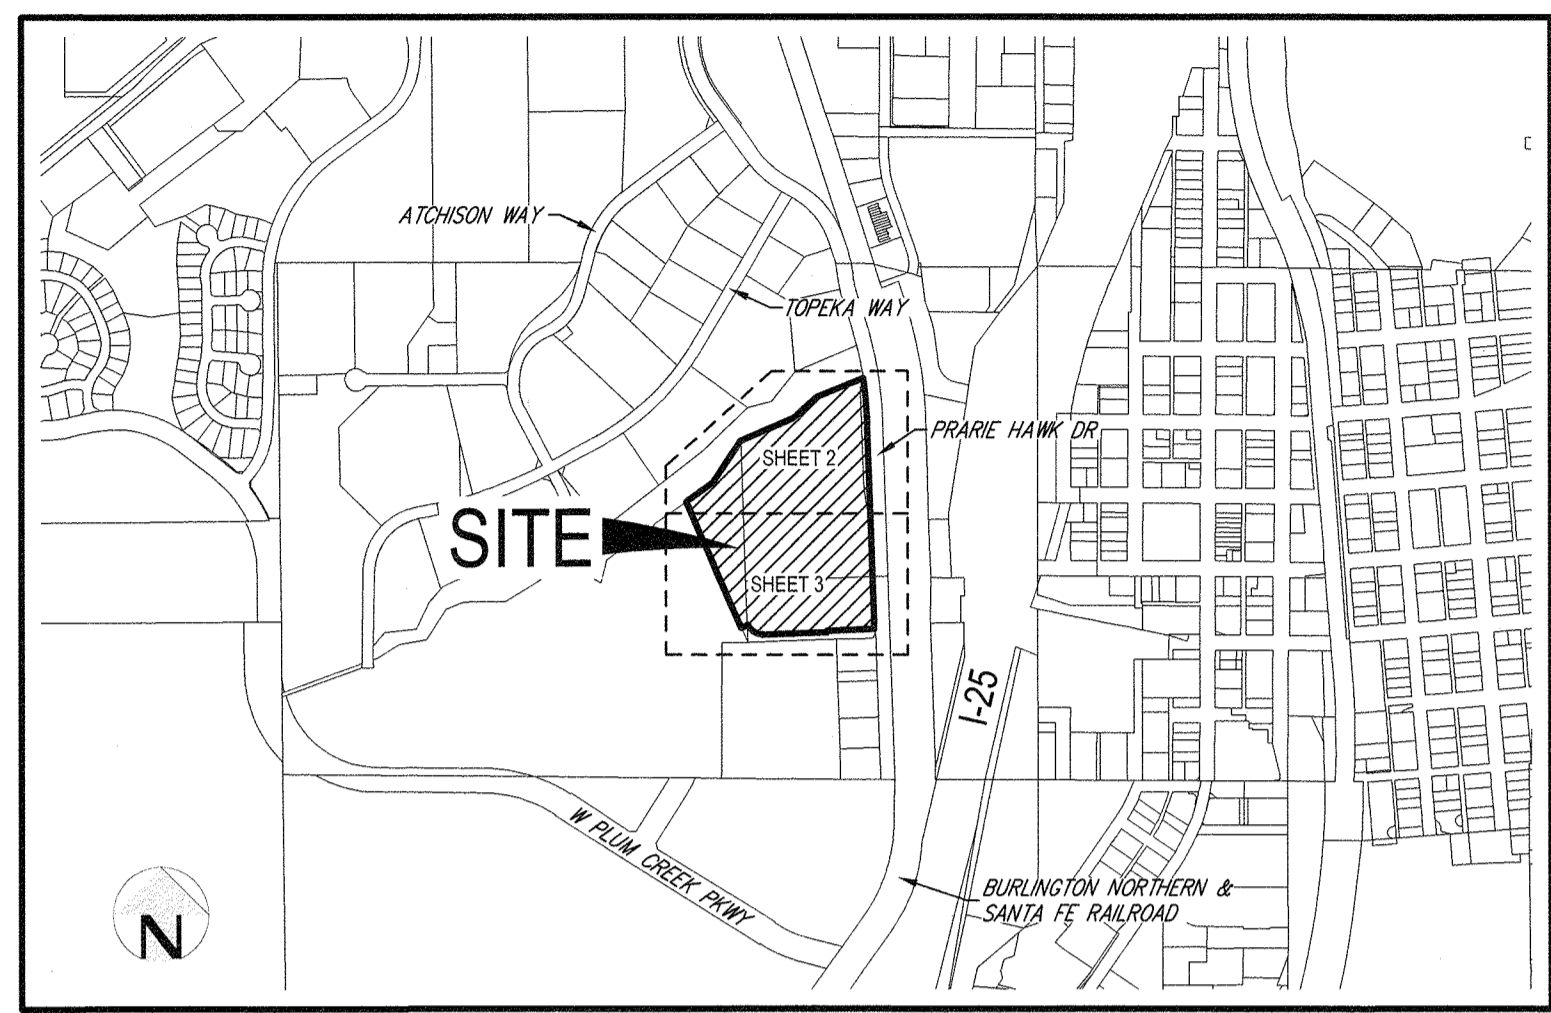 ATCHISON WAY
TOPEKA WAY
PRARIE HAWK DR
SHEET 2
SITE
SHEET 3
I-25
W PLUM CREEK PKWY
BURLINGTON NORTHERN &
SANTA FE RAILROAD
N